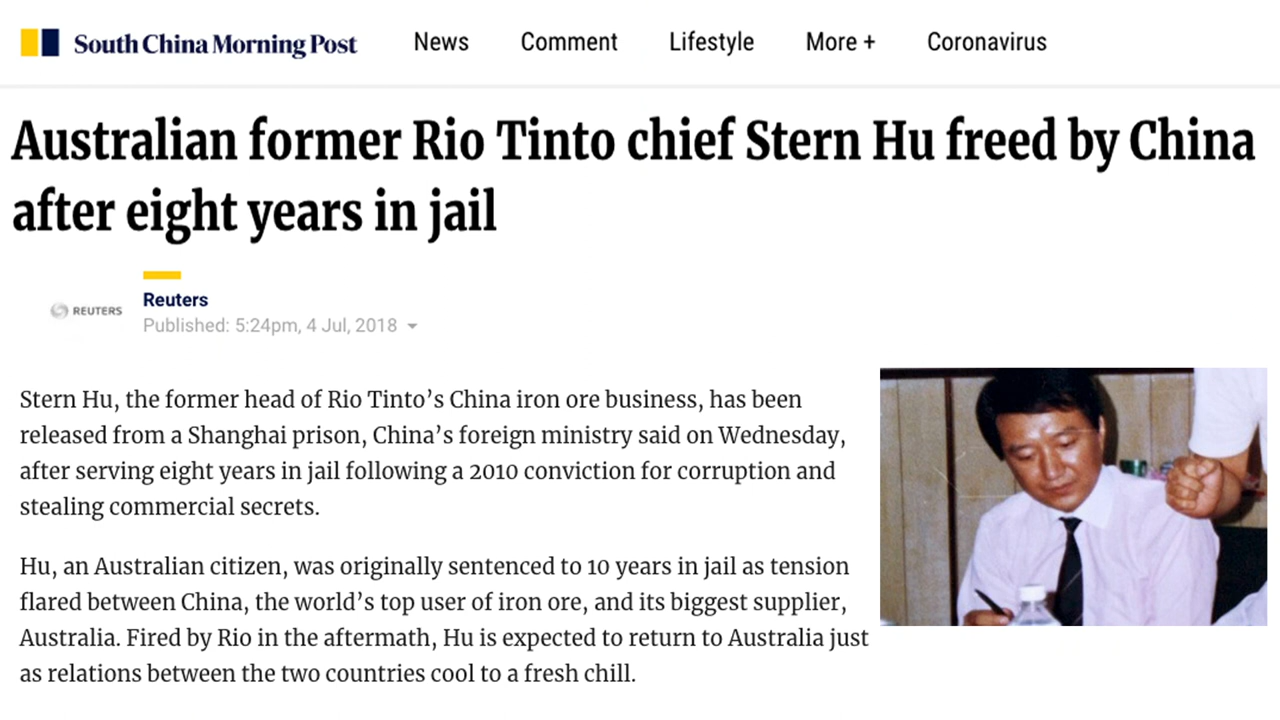 South China Morning Post News Comment Lifestyle More + Coronavirus
Australian former Rio Tinto chief Stern Hu freed by China
after eight years in jail
Reuters
REUTERS
Published: 5:24pm, 4 Jul, 2018
Stern Hu, the former head of Rio Tinto’s China iron ore business, has been
released from a Shanghai prison, China’s foreign ministry said on Wednesday,
after serving eight years in jail following a 2010 conviction for corruption and
stealing commercial secrets.
Hu, an Australian citizen, was originally sentenced to 10 years in jail as tension
flared between China, the world’s top user of iron ore, and its biggest supplier,
Australia. Fired by Rio in the aftermath, Hu is expected to return to Australia just
as relations between the two countries cool to a fresh chill.